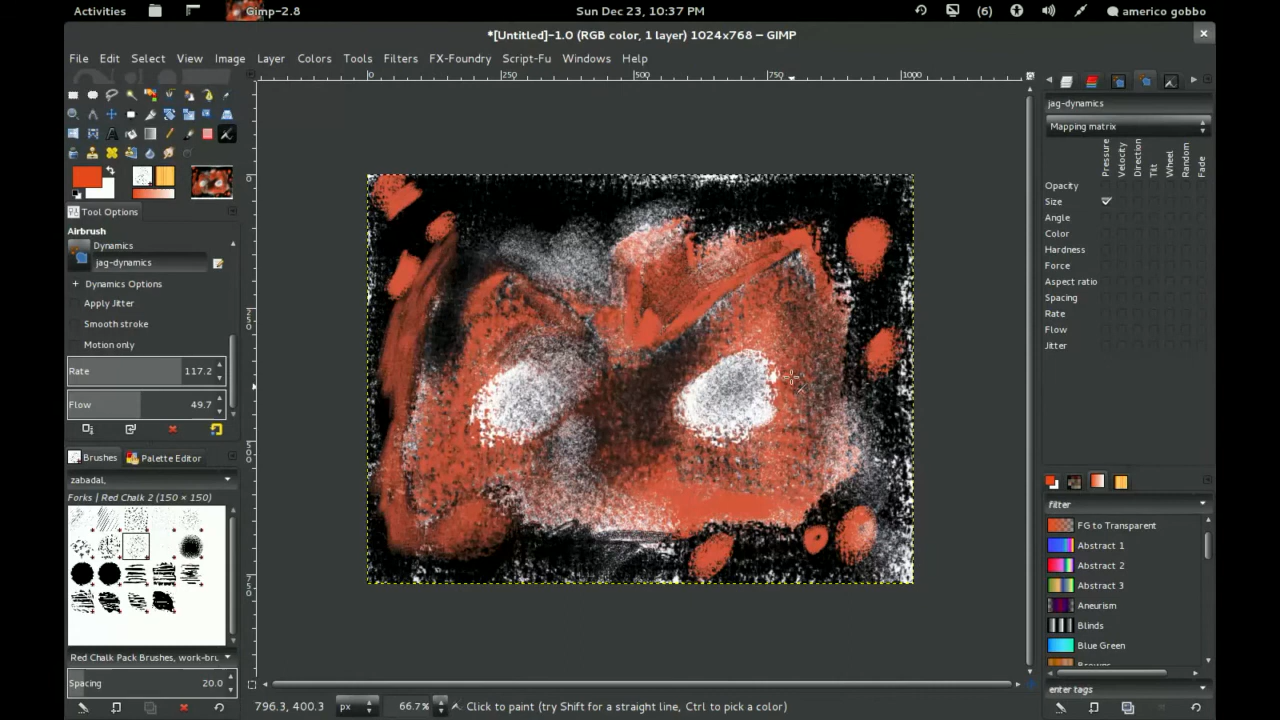 Activities Gimp-2.8 Sun Dec 23, 10:37 PM (6) americo gobbo
*[Untitled]-1.0 (RGB color, 1 layer) 1024x768 – GIMP
File Edit Select View Image Layer Colors Tools Filters FX-Foundry Script-Fu Windows Help
0 250 500 750 1000
jag-dynamics
Mapping matrix
Pressure Velocity Direction Tilt Wheel Random Fade
Opacity
Size
Angle
Color
Hardness
Force
Aspect ratio
Spacing
Rate
Flow
Jitter
0
250
500
750
Tool Options
Airbrush
Dynamics
jag-dynamics
Dynamics Options
Apply Jitter
Smooth stroke
Motion only
Rate 117.2
Flow 49.7
Brushes Palette Editor
zabadal,
Forks | Red Chalk 2 (150 × 150)
Red Chalk Pack Brushes, work-bru
Spacing 20.0
filter
FG to Transparent
Abstract 1
Abstract 2
Abstract 3
Aneurism
Blinds
Blue Green
Browns
enter tags
796.3, 400.3 px 66.7% Click to paint (try Shift for a straight line, Ctrl to pick a color)